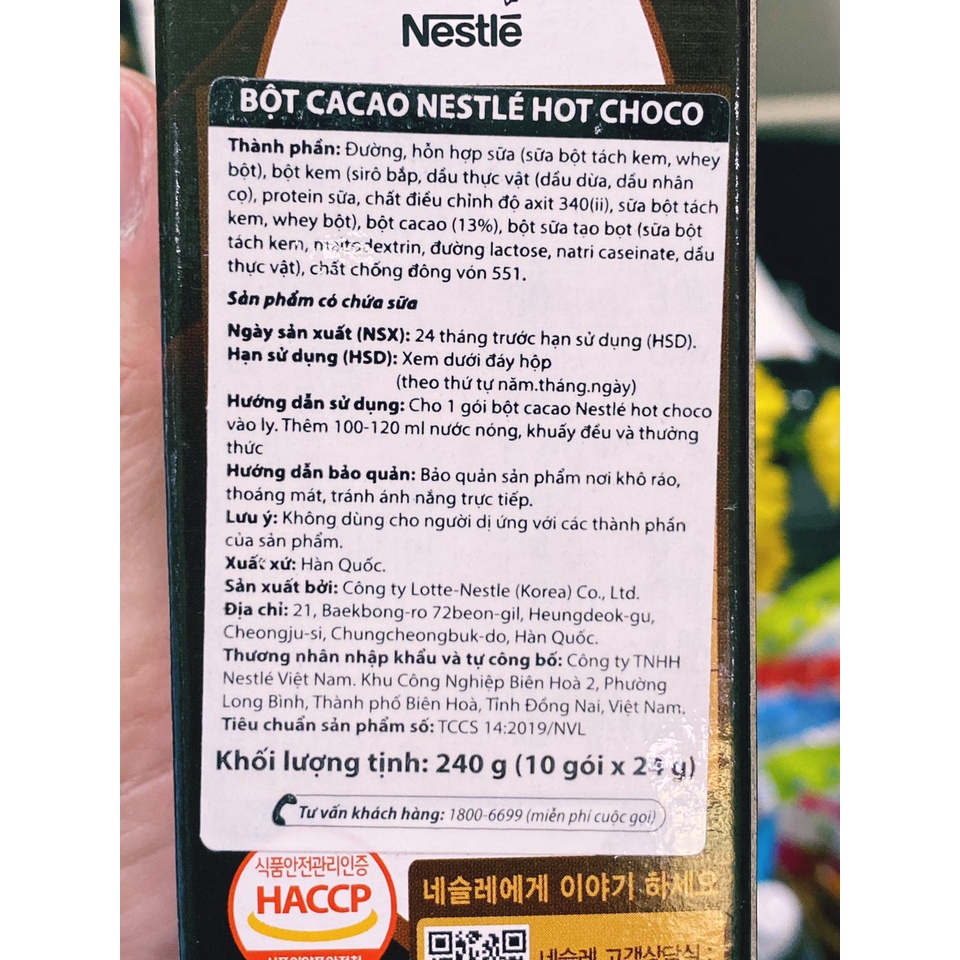 Nestlé
BỘT CACAO NESTLÉ HOT CHOCO
Thành phần: Đường, hỗn hợp sữa (sữa bột tách kem, whey
bột), bột kem (sirô bắp, dầu thực vật (dầu dừa, dầu nhân
cọ), protein sữa, chất điều chỉnh độ axit 340(ii), sữa bột tách
kem, whey bột), bột cacao (13%), bột sữa tạo bọt (sữa bột
tách kem, maltodextrin, đường lactose, natri caseinate, dầu
thực vật), chất chống đông vón 551.
Sản phẩm có chứa sữa
Ngày sản xuất (NSX): 24 tháng trước hạn sử dụng (HSD).
Hạn sử dụng (HSD): Xem dưới đáy hộp
(theo thứ tự năm.tháng.ngày)
Hướng dẫn sử dụng: Cho 1 gói bột cacao Nestlé hot choco
vào ly. Thêm 100-120 ml nước nóng, khuấy đều và thưởng
thức
Hướng dẫn bảo quản: Bảo quản sản phẩm nơi khô ráo,
thoáng mát, tránh ánh nắng trực tiếp.
Lưu ý: Không dùng cho người dị ứng với các thành phần
của sản phẩm.
Xuất xứ: Hàn Quốc.
Sản xuất bởi: Công ty Lotte-Nestle (Korea) Co., Ltd.
Địa chỉ: 21, Baekbong-ro 72beon-gil, Heungdeok-gu,
Cheongju-si, Chungcheongbuk-do, Hàn Quốc.
Thương nhân nhập khẩu và tự công bố: Công ty TNHH
Nestlé Việt Nam. Khu Công Nghiệp Biên Hoà 2, Phường
Long Bình, Thành phố Biên Hoà, Tỉnh Đồng Nai, Việt Nam.
Tiêu chuẩn sản phẩm số: TCCS 14:2019/NVL
Khối lượng tịnh: 240 g (10 gói x 24 g)
Tư vấn khách hàng: 1800-6699 (miễn phí cuộc gọi)
식품안전관리인증
HACCP
네슬레에게 이야기 하세요
네슬레 고객상담실 :